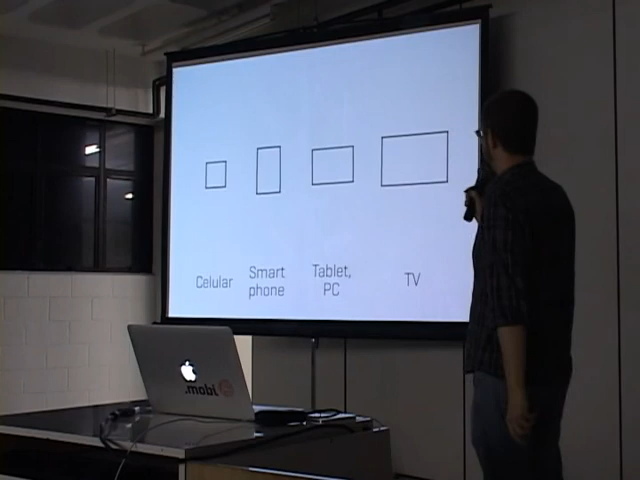 Celular
Smart
phone
Tablet,
PC
TV
.mobi